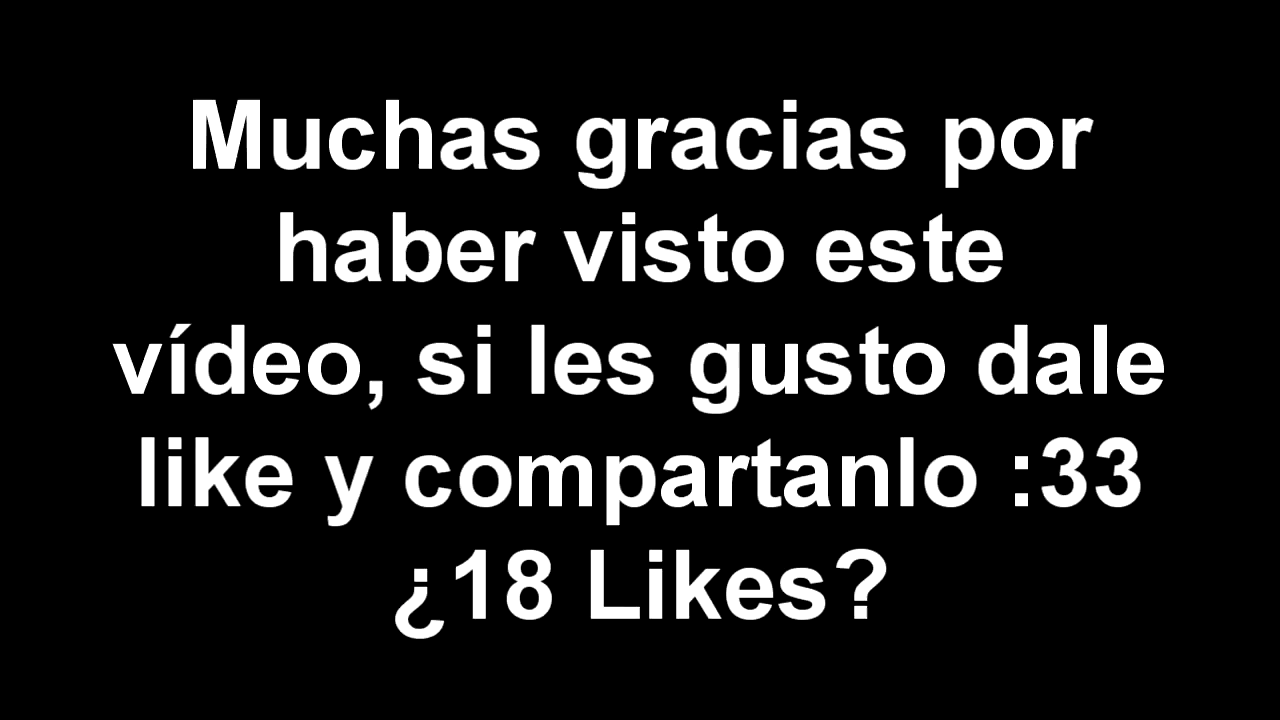 Muchas gracias por
haber visto este
vídeo, si les gusto dale
like y compartanlo :33
¿18 Likes?